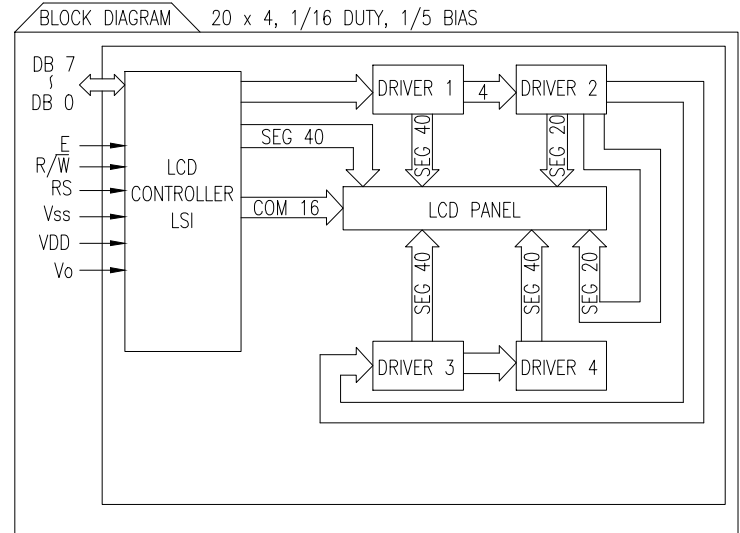 BLOCK DIAGRAM 20 x 4, 1/16 DUTY, 1/5 BIAS
DB 7
~
DB 0
E
R/W̅
RS
Vss
VDD
Vo
LCD
CONTROLLER
LSI
SEG 40
COM 16
DRIVER 1
4
DRIVER 2
SEG 40
SEG 20
LCD PANEL
SEG 40
SEG 40
SEG 20
DRIVER 3
DRIVER 4